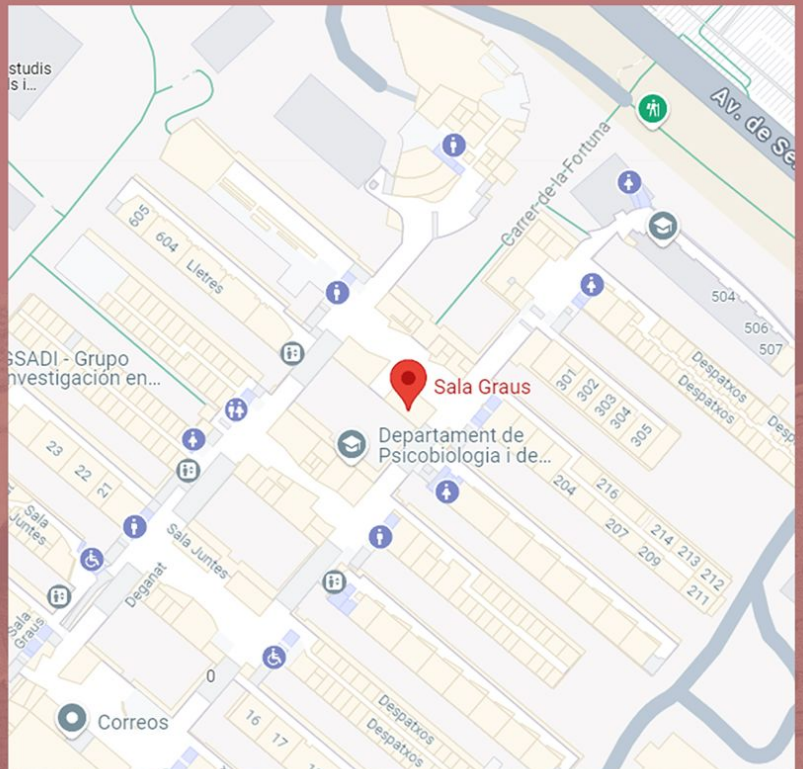 studis
ls i...
Av. de Se
Carrer de la Fortuna
605
604
Lletres
504
506
507
GSADI - Grupo
nvestigación en...
Sala Graus
301
302
303
304
305
Despatxos
Despatxos
Desp
Departament de
Psicobiologia i de...
23
22
21
204
216
207
209
214
213
212
211
Sala
Juntes
Sala Juntes
Deganat
Sala
Graus
0
Correos
16
17
Despatxos
Despatxos